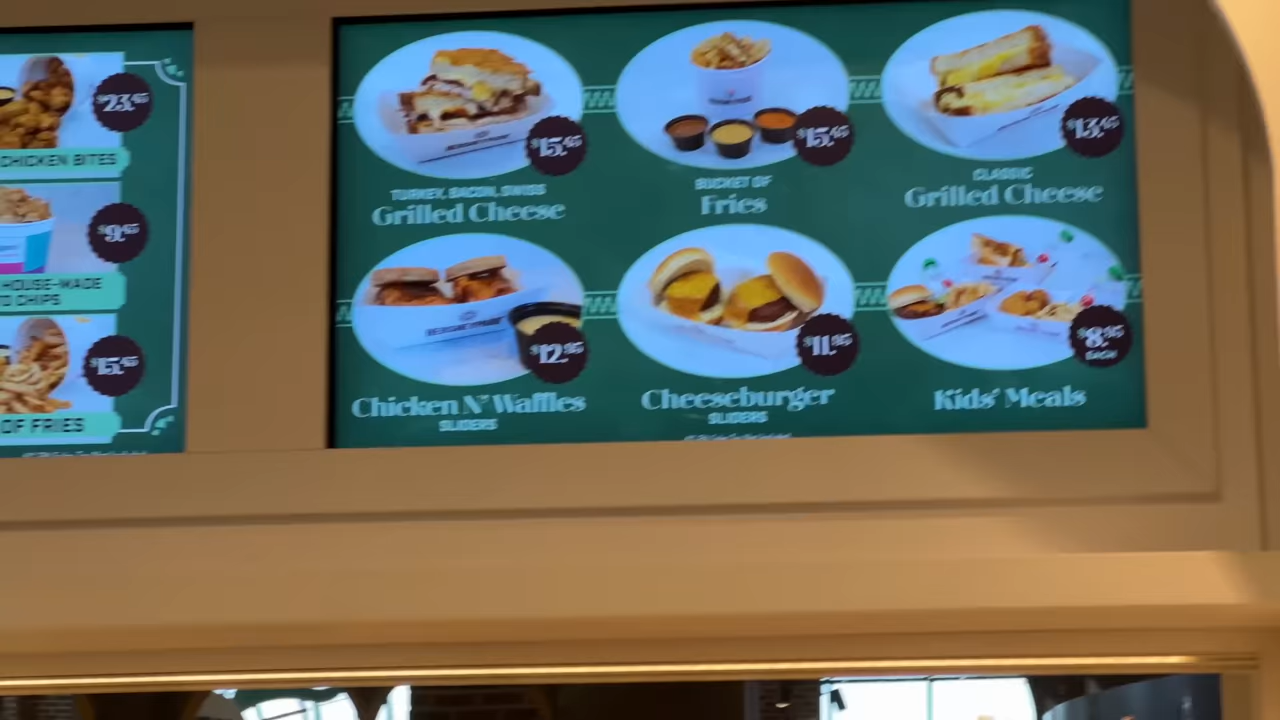 $23.45
CHICKEN BITES
$9.45
HOUSE-MADE
TO CHIPS
$15.45
OF FRIES
$15.45
TURKEY, BACON, SWISS
Grilled Cheese
$15.45
BUCKET OF
Fries
$13.45
CLASSIC
Grilled Cheese
$12.95
Chicken N' Waffles
SLIDERS
$11.95
Cheeseburger
SLIDERS
$8.95
EACH
Kids' Meals